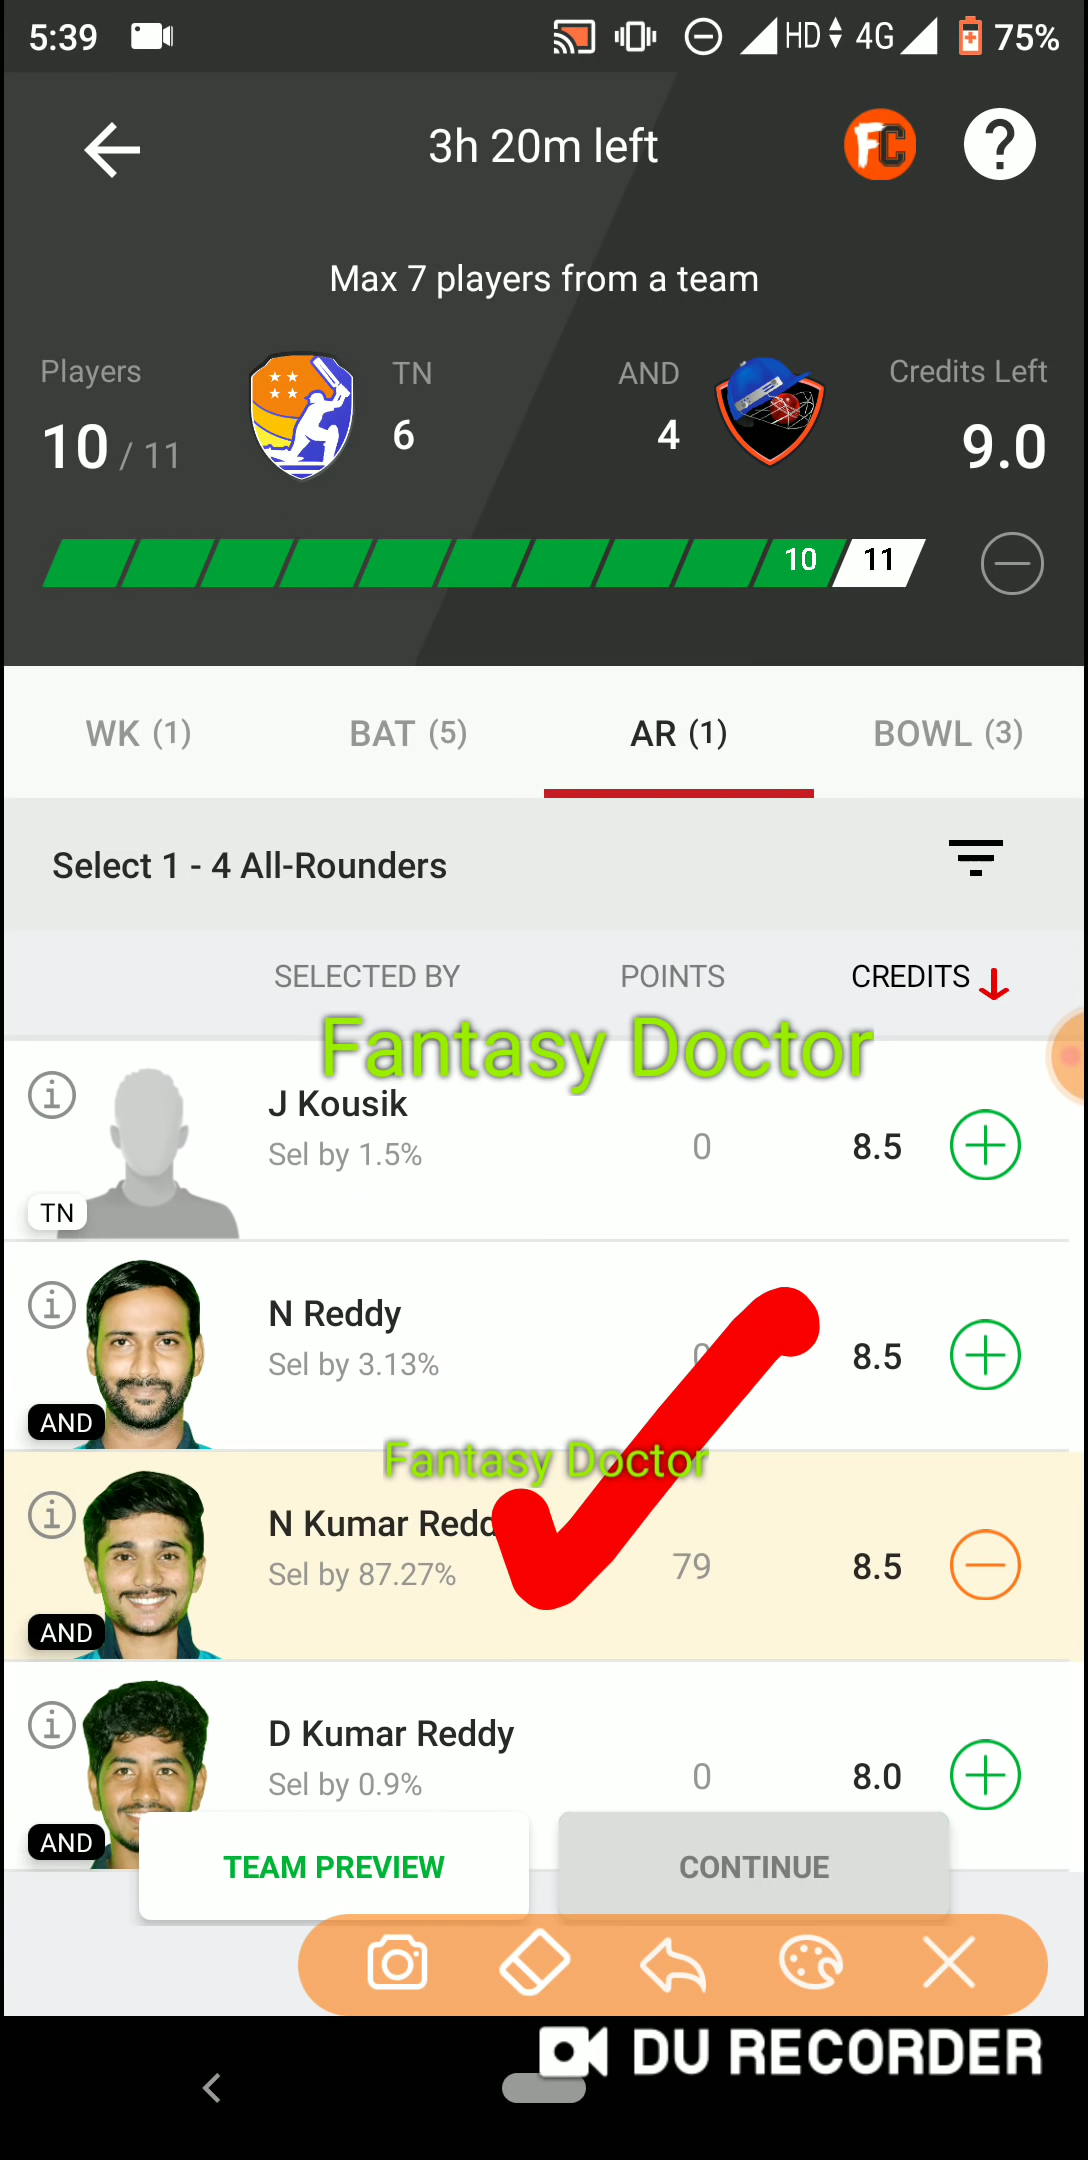 5:39 HD 4G 75%
3h 20m left FC ?
Max 7 players from a team
Players TN AND Credits Left
10 / 11 6 4 9.0
10 11
WK (1) BAT (5) AR (1) BOWL (3)
Select 1 - 4 All-Rounders
SELECTED BY POINTS CREDITS
Fantasy Doctor
J Kousik
Sel by 1.5% 0 8.5
TN
N Reddy
Sel by 3.13% 0 8.5
AND
Fantasy Doctor
N Kumar Redd
Sel by 87.27% 79 8.5
AND
D Kumar Reddy
Sel by 0.9% 0 8.0
AND
TEAM PREVIEW CONTINUE
DU RECORDER